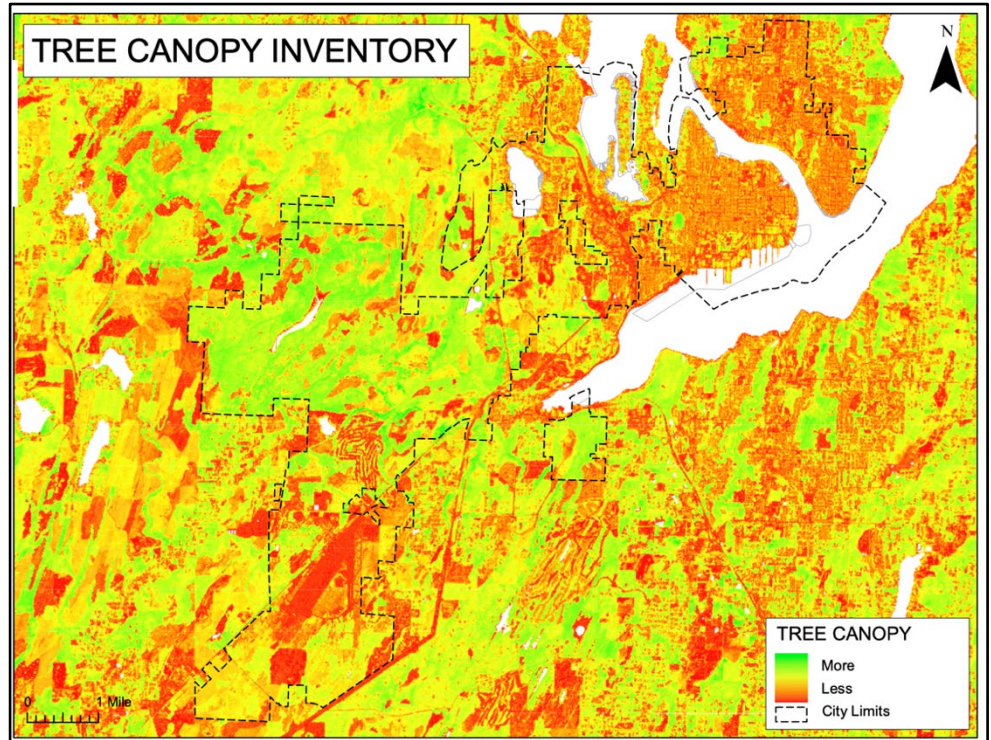 TREE CANOPY INVENTORY
N
TREE CANOPY
More
Less
City Limits
0 1 Mile